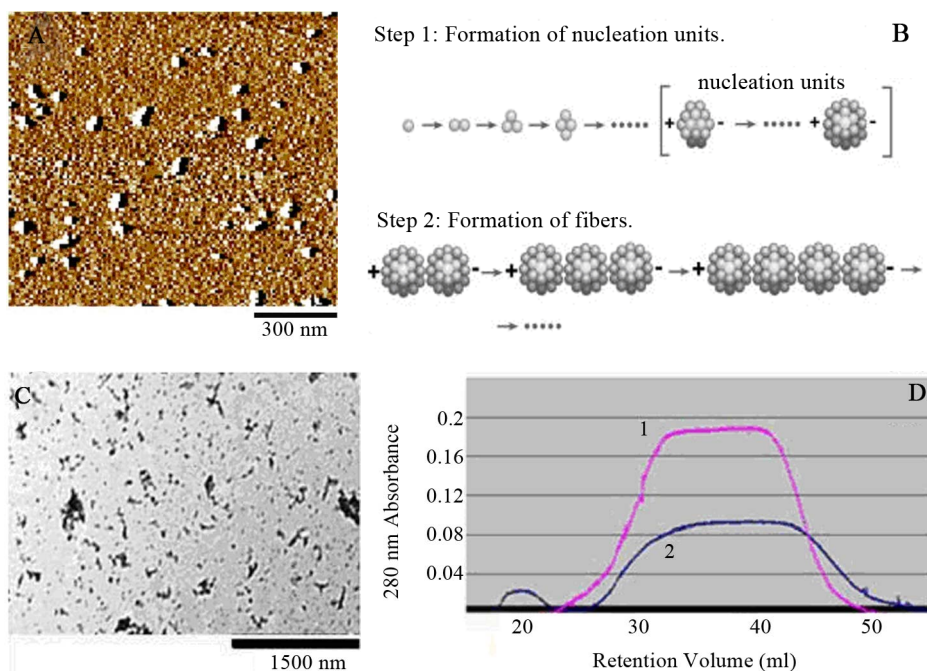 A
300 nm
B
Step 1: Formation of nucleation units.
nucleation units
+ -
+ -
Step 2: Formation of fibers.
+ -
+ -
+ -
C
1500 nm
D
280 nm Absorbance
0.2
0.16
0.12
0.08
0.04
1
2
20 30 40 50
Retention Volume (ml)